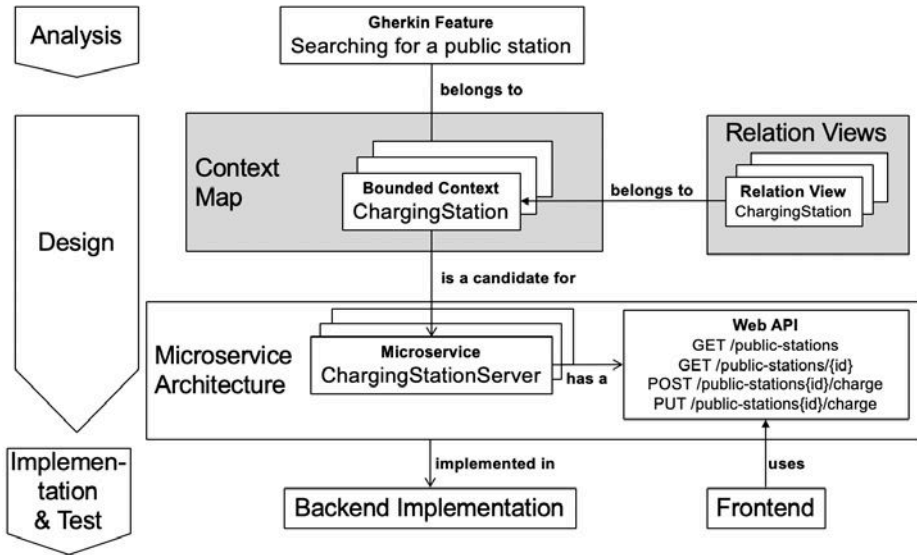 Analysis
Gherkin Feature
Searching for a public station
belongs to
Context
Map
Bounded Context
ChargingStation
belongs to
Relation Views
Relation View
ChargingStation
Design
is a candidate for
Microservice
Architecture
Microservice
ChargingStationServer
has a
Web API
GET /public-stations
GET /public-stations/{id}
POST /public-stations{id}/charge
PUT /public-stations{id}/charge
Implemen-
tation
& Test
implemented in
uses
Backend Implementation
Frontend